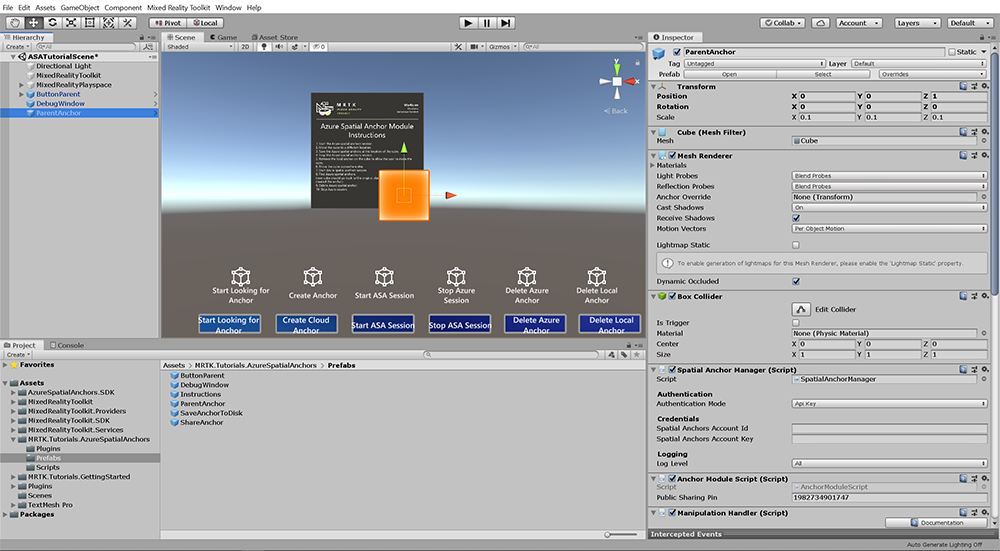 File Edit Assets GameObject Component Mixed Reality Toolkit Window Help
Pivot Local Collab Account Layers Default
Hierarchy
Create All
ASATutorialScene*
Directional Light
MixedRealityToolkit
MixedRealityPlayspace
ButtonParent
DebugWindow
ParentAnchor
Scene Game Asset Store
Shaded 2D 0 Gizmos All
y
x
Back
MRTK
Azure Spatial Anchor Module
Instructions
Start Looking for
Anchor
Create Anchor
Start ASA Session
Stop Azure
Session
Delete Azure
Anchor
Delete Local
Anchor
Start Looking for
Anchor
Create Cloud
Anchor
Start ASA Session
Stop ASA Session
Delete Azure
Anchor
Delete Local
Anchor
Project Console
Create
Favorites
Assets
AzureSpatialAnchors.SDK
MixedRealityToolkit
MixedRealityToolkit.Providers
MixedRealityToolkit.SDK
MixedRealityToolkit.Services
MRTK.Tutorials.AzureSpatialAnchors
Plugins
Prefabs
Scripts
MRTK.Tutorials.GettingStarted
Plugins
Scenes
TextMesh Pro
Packages
Assets > MRTK.Tutorials.AzureSpatialAnchors > Prefabs
ButtonParent
DebugWindow
Instructions
ParentAnchor
SaveAnchorToDisk
ShareAnchor
Inspector
ParentAnchor Static
Tag Untagged Layer Default
Prefab Open Select Overrides
Transform
Position X 0 Y 0 Z 1
Rotation X 0 Y 0 Z 0
Scale X 0.1 Y 0.1 Z 0.1
Cube (Mesh Filter)
Mesh Cube
Mesh Renderer
Materials
Light Probes Blend Probes
Reflection Probes Blend Probes
Anchor Override None (Transform)
Cast Shadows On
Receive Shadows
Motion Vectors Per Object Motion
Lightmap Static
To enable generation of lightmaps for this Mesh Renderer, please enable the 'Lightmap Static' property.
Dynamic Occluded
Box Collider
Edit Collider
Is Trigger
Material None (Physic Material)
Center X 0 Y 0 Z 0
Size X 1 Y 1 Z 1
Spatial Anchor Manager (Script)
Script SpatialAnchorManager
Authentication
Authentication Mode Api Key
Credentials
Spatial Anchors Account Id
Spatial Anchors Account Key
Logging
Log Level All
Anchor Module Script (Script)
Script AnchorModuleScript
Public Sharing Pin 1982734901747
Manipulation Handler (Script)
Documentation
Intercepted Events
Auto Generate Lighting Off